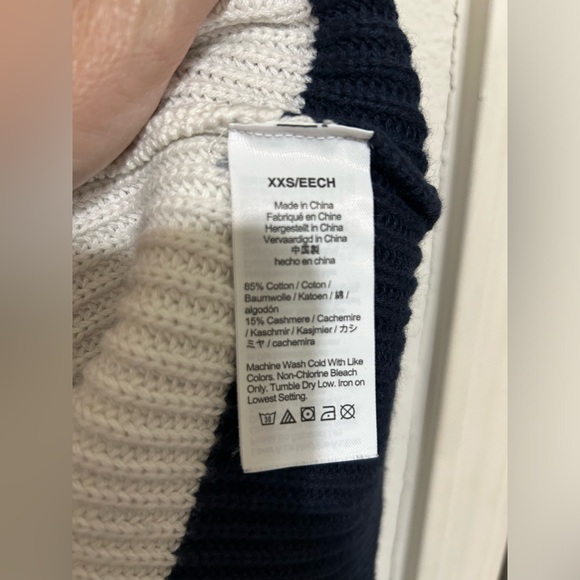 XXS/EECH
Made in China
Fabriqué en Chine
Hergestellt in China
Vervaardigd in China
中国製
hecho en china
85% Cotton / Coton /
Baumwolle / Katoen / 綿 /
algodón
15% Cashmere / Cachemire
/ Kaschmir / Kasjmier / カシ
ミヤ / cachemira
Machine Wash Cold With Like
Colors. Non-Chlorine Bleach
Only. Tumble Dry Low. Iron on
Lowest Setting.
30